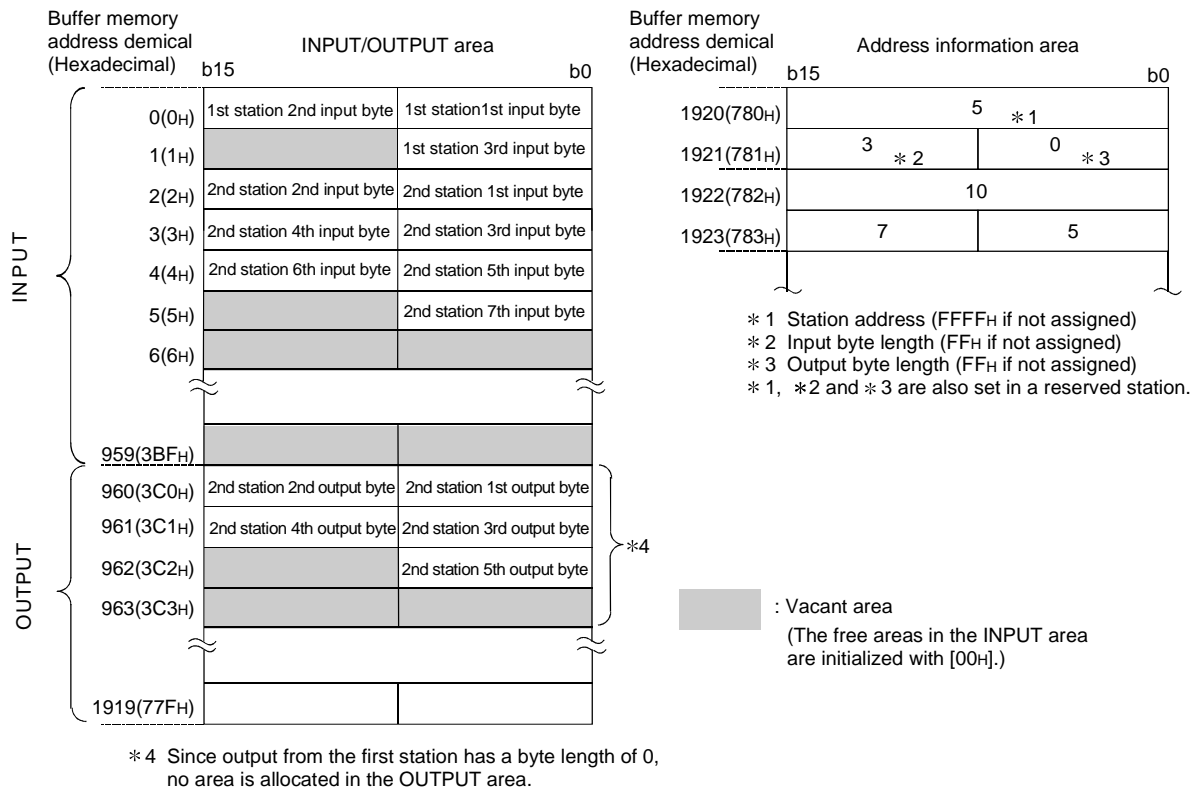 Buffer memory
address demical
(Hexadecimal)
INPUT/OUTPUT area
b15
b0
INPUT
0(0H)
1st station 2nd input byte
1st station1st input byte
1(1H)
1st station 3rd input byte
2(2H)
2nd station 2nd input byte
2nd station 1st input byte
3(3H)
2nd station 4th input byte
2nd station 3rd input byte
4(4H)
2nd station 6th input byte
2nd station 5th input byte
5(5H)
2nd station 7th input byte
6(6H)
959(3BFH)
OUTPUT
960(3C0H)
2nd station 2nd output byte
2nd station 1st output byte
961(3C1H)
2nd station 4th output byte
2nd station 3rd output byte
962(3C2H)
2nd station 5th output byte
963(3C3H)
*4
1919(77FH)
*4 Since output from the first station has a byte length of 0,
no area is allocated in the OUTPUT area.
Buffer memory
address demical
(Hexadecimal)
Address information area
b15
b0
1920(780H)
5 *1
1921(781H)
3 *2
0 *3
1922(782H)
10
1923(783H)
7
5
*1 Station address (FFFFH if not assigned)
*2 Input byte length (FFH if not assigned)
*3 Output byte length (FFH if not assigned)
*1, *2 and *3 are also set in a reserved station.
: Vacant area
(The free areas in the INPUT area
are initialized with [00H].)